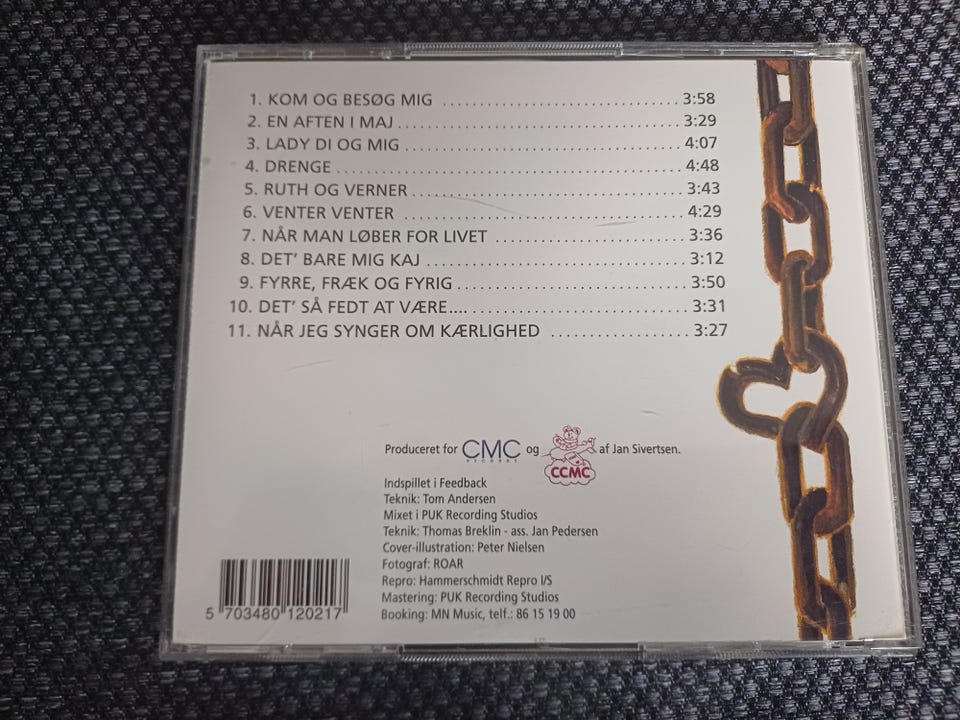 1. KOM OG BESØG MIG ................................ 3:58
2. EN AFTEN I MAJ ................................ 3:29
3. LADY DI OG MIG ................................ 4:07
4. DRENGE ................................ 4:48
5. RUTH OG VERNER ................................ 3:43
6. VENTER VENTER ................................ 4:29
7. NÅR MAN LØBER FOR LIVET ................................ 3:36
8. DET' BARE MIG KAJ ................................ 3:12
9. FYRRE, FRÆK OG FYRIG ................................ 3:50
10. DET' SÅ FEDT AT VÆRE.... ................................ 3:31
11. NÅR JEG SYNGER OM KÆRLIGHED ................................ 3:27
Produceret for CMC RECORDS og CCMC af Jan Sivertsen.
Indspillet i Feedback
Teknik: Tom Andersen
Mixet i PUK Recording Studios
Teknik: Thomas Breklin - ass. Jan Pedersen
Cover-illustration: Peter Nielsen
Fotograf: ROAR
Repro: Hammerschmidt Repro I/S
Mastering: PUK Recording Studios
Booking: MN Music, telf.: 86 15 19 00
5 703480 120217